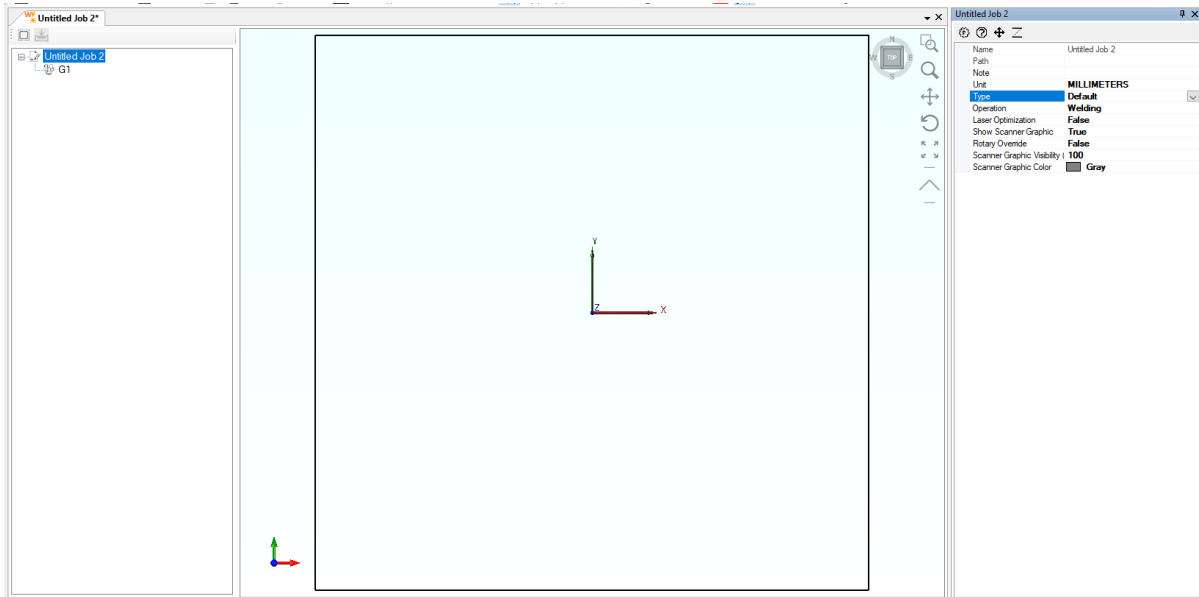 WF Untitled Job 2*
Untitled Job 2
G1
N
W TOP E
S
Y
Z X
Untitled Job 2
Name Untitled Job 2
Path
Note
Unit MILLIMETERS
Type Default
Operation Welding
Laser Optimization False
Show Scanner Graphic True
Rotary Override False
Scanner Graphic Visibility ( 100
Scanner Graphic Color Gray